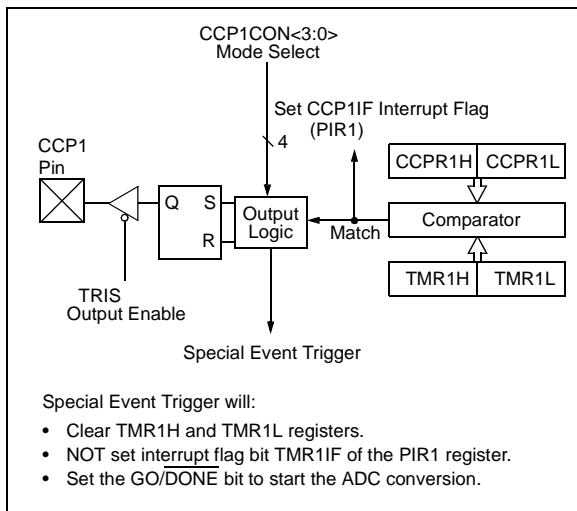 CCP1CON<3:0>
Mode Select
Set CCP1IF Interrupt Flag
(PIR1)
4
CCP1
Pin
CCPR1H CCPR1L
Q S
R
Output
Logic
Match
Comparator
TRIS
Output Enable
TMR1H TMR1L
Special Event Trigger
Special Event Trigger will:
• Clear TMR1H and TMR1L registers.
• NOT set interrupt flag bit TMR1IF of the PIR1 register.
• Set the GO/DONE bit to start the ADC conversion.